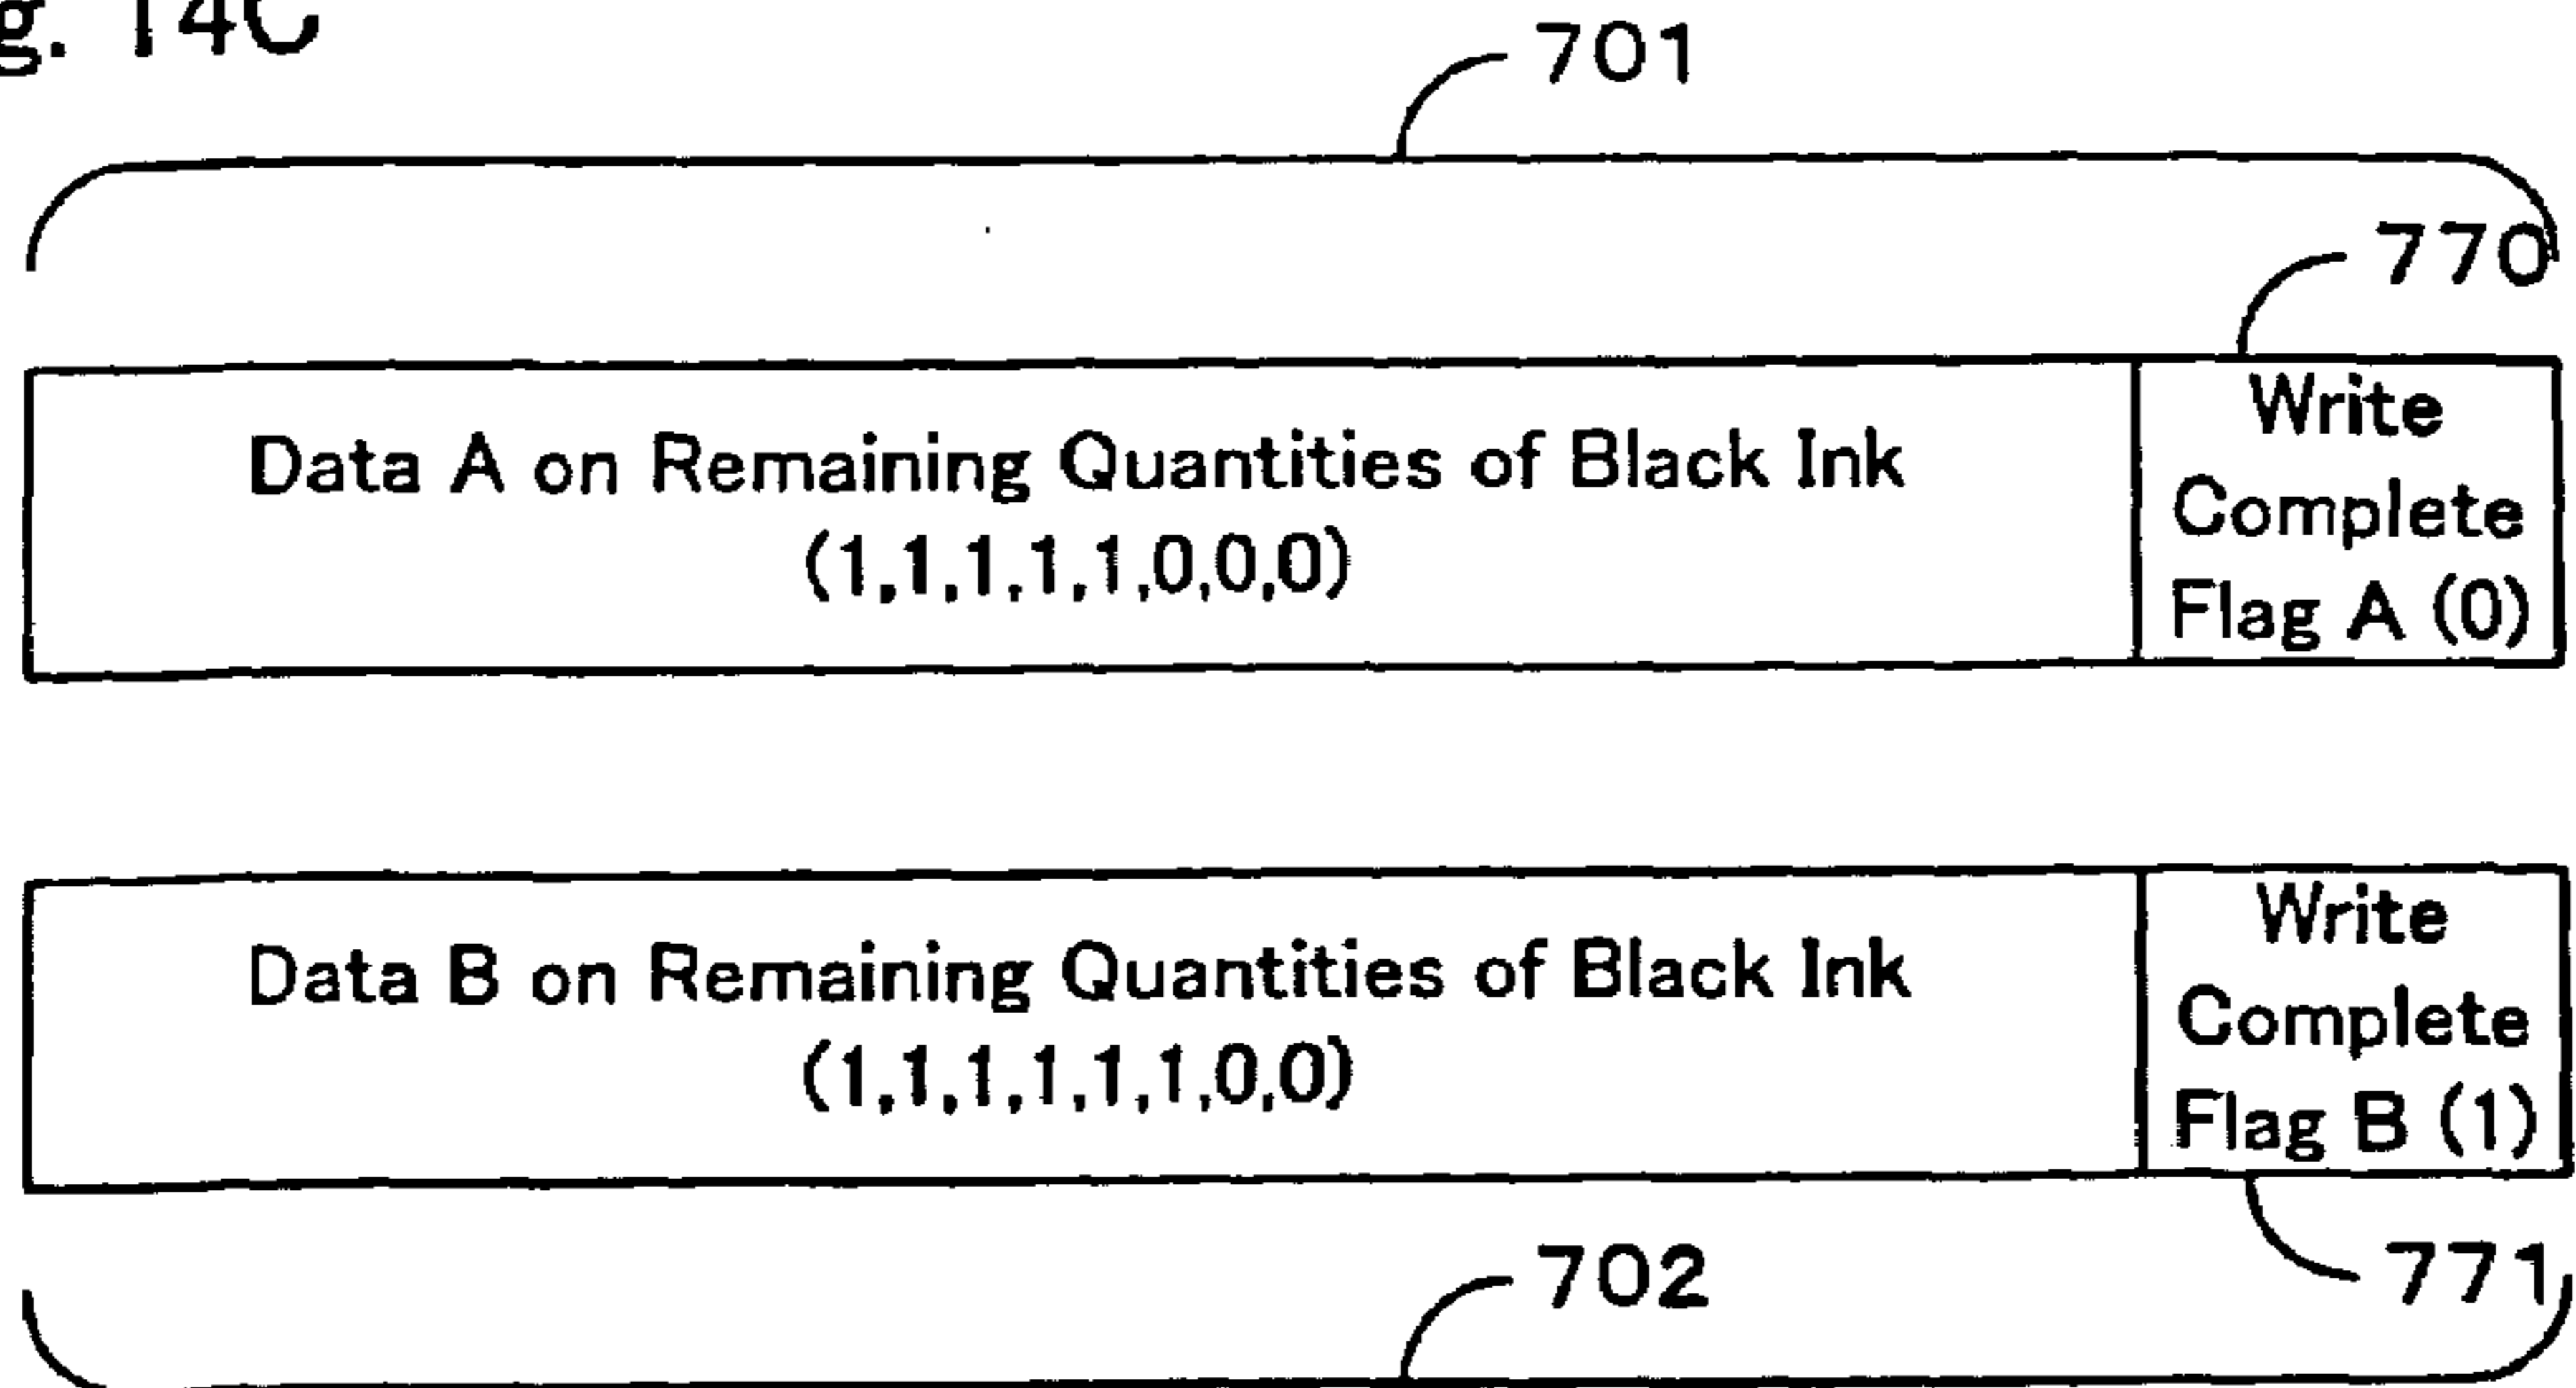 g. 14C
701
770
Data A on Remaining Quantities of Black Ink
(1,1,1,1,1,0,0,0)
Write
Complete
Flag A (0)
Data B on Remaining Quantities of Black Ink
(1,1,1,1,1,1,0,0)
Write
Complete
Flag B (1)
702
771